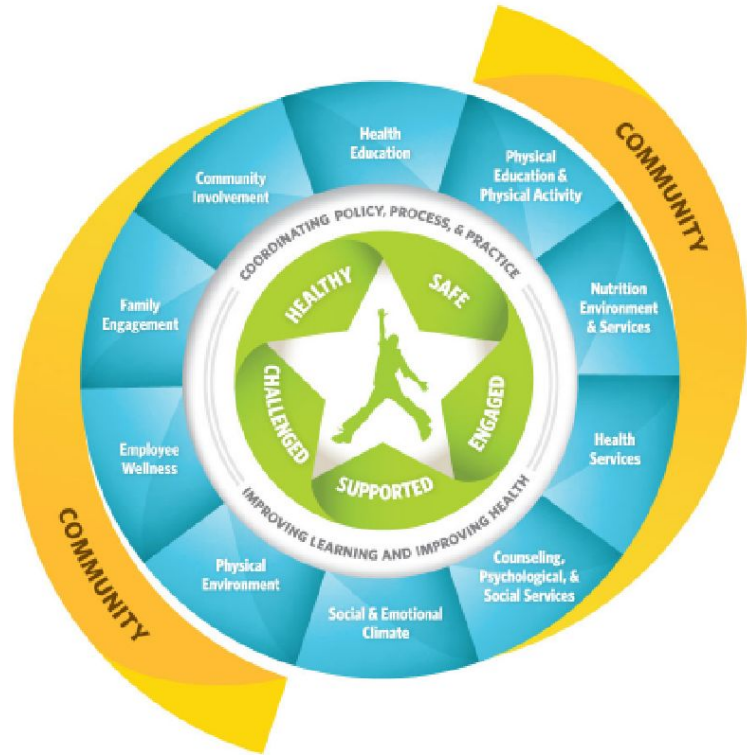 COMMUNITY
Health
Education
Physical
Education &
Physical Activity
Nutrition
Environment
& Services
Health
Services
Counseling,
Psychological, &
Social Services
Social & Emotional
Climate
Physical
Environment
Employee
Wellness
Family
Engagement
Community
Involvement
COORDINATING POLICY, PROCESS, & PRACTICE
IMPROVING LEARNING AND IMPROVING HEALTH
HEALTHY
SAFE
ENGAGED
SUPPORTED
CHALLENGED
COMMUNITY